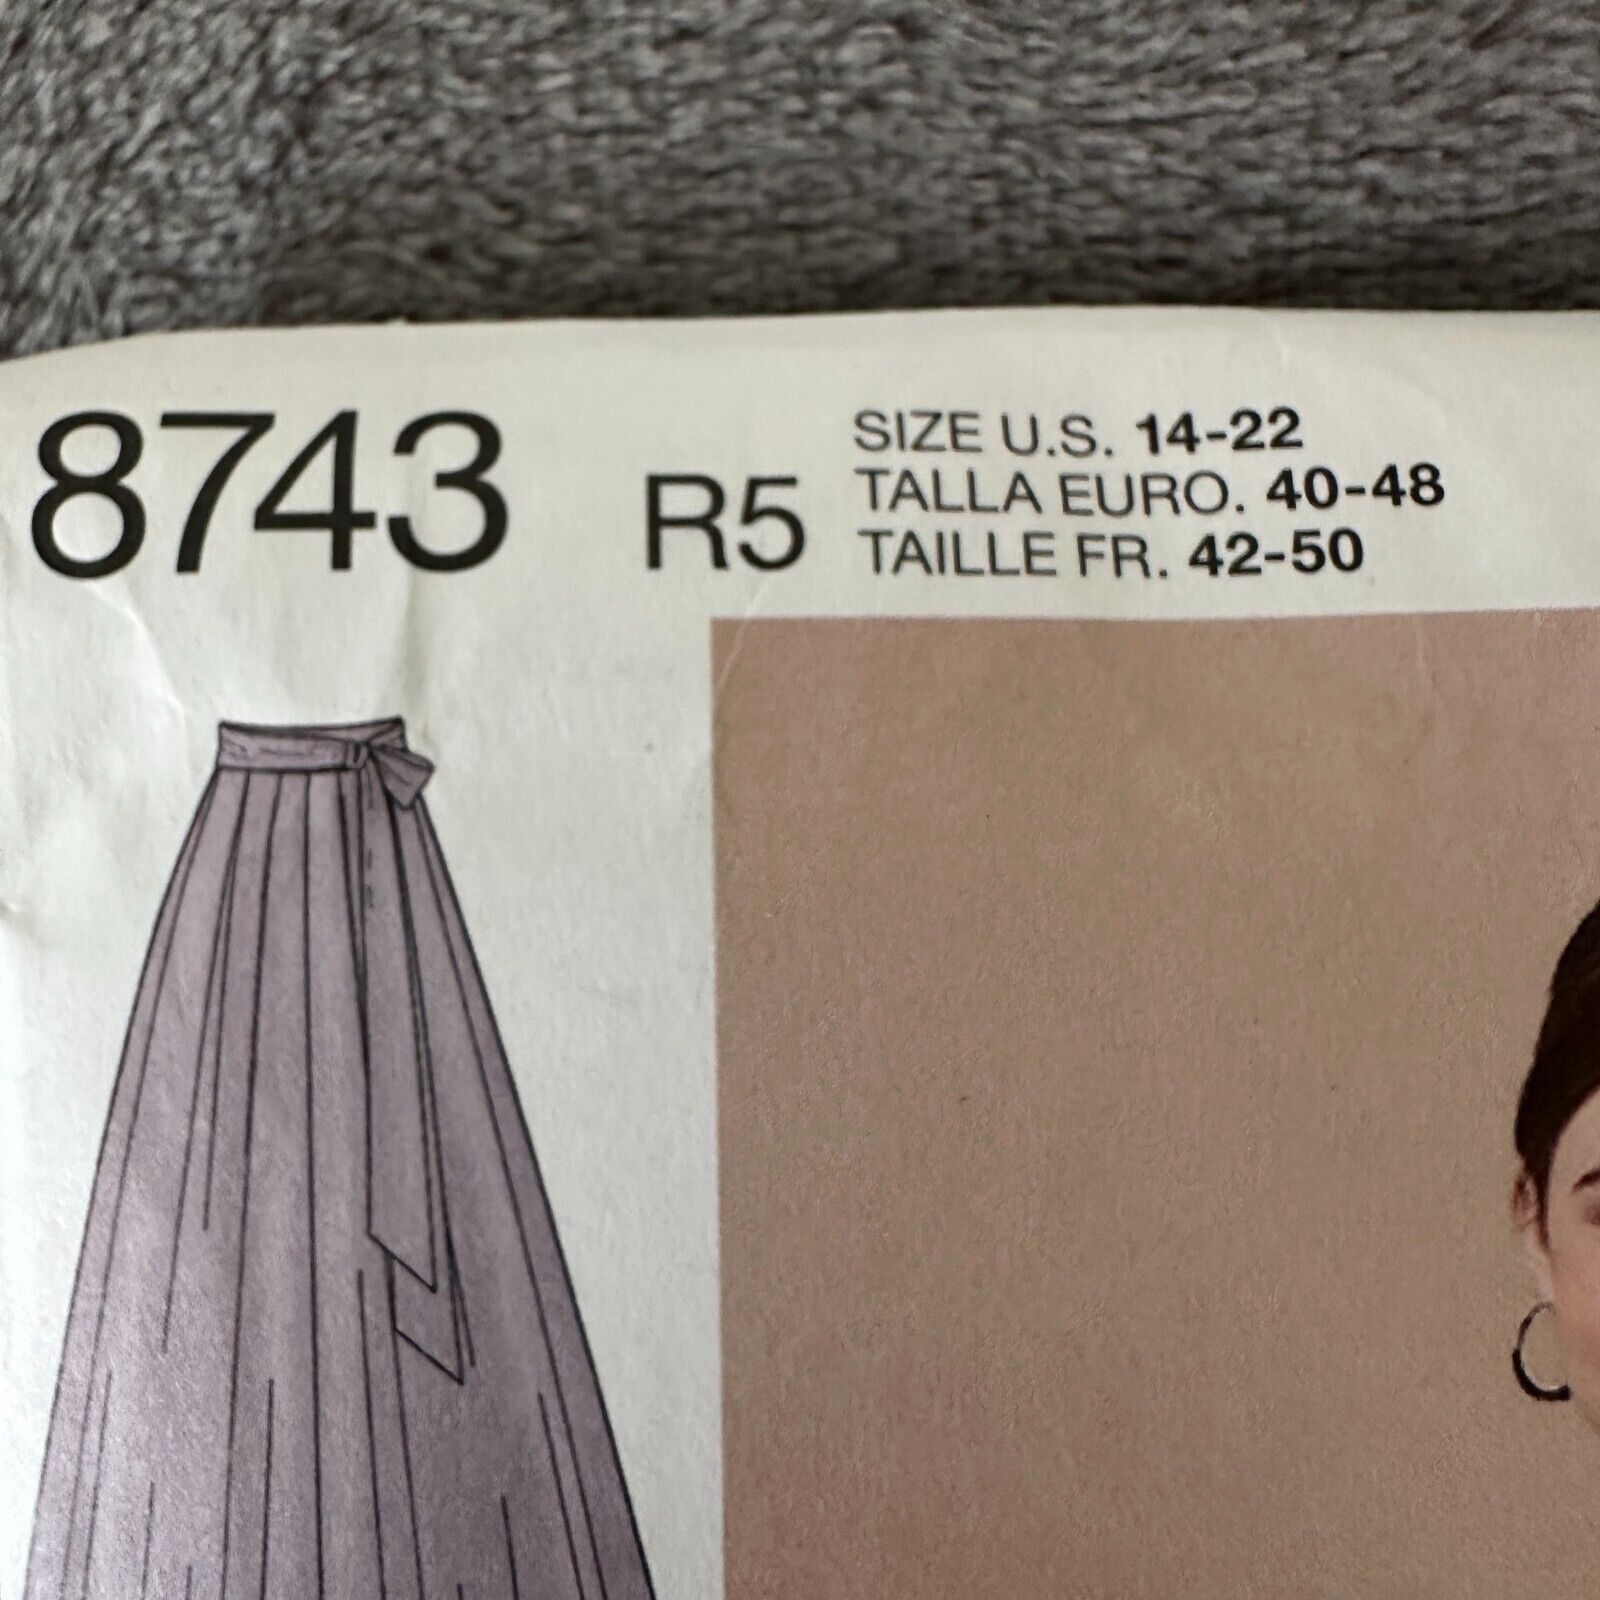 8743 R5
SIZE U.S. 14-22
TALLA EURO. 40-48
TAILLE FR. 42-50